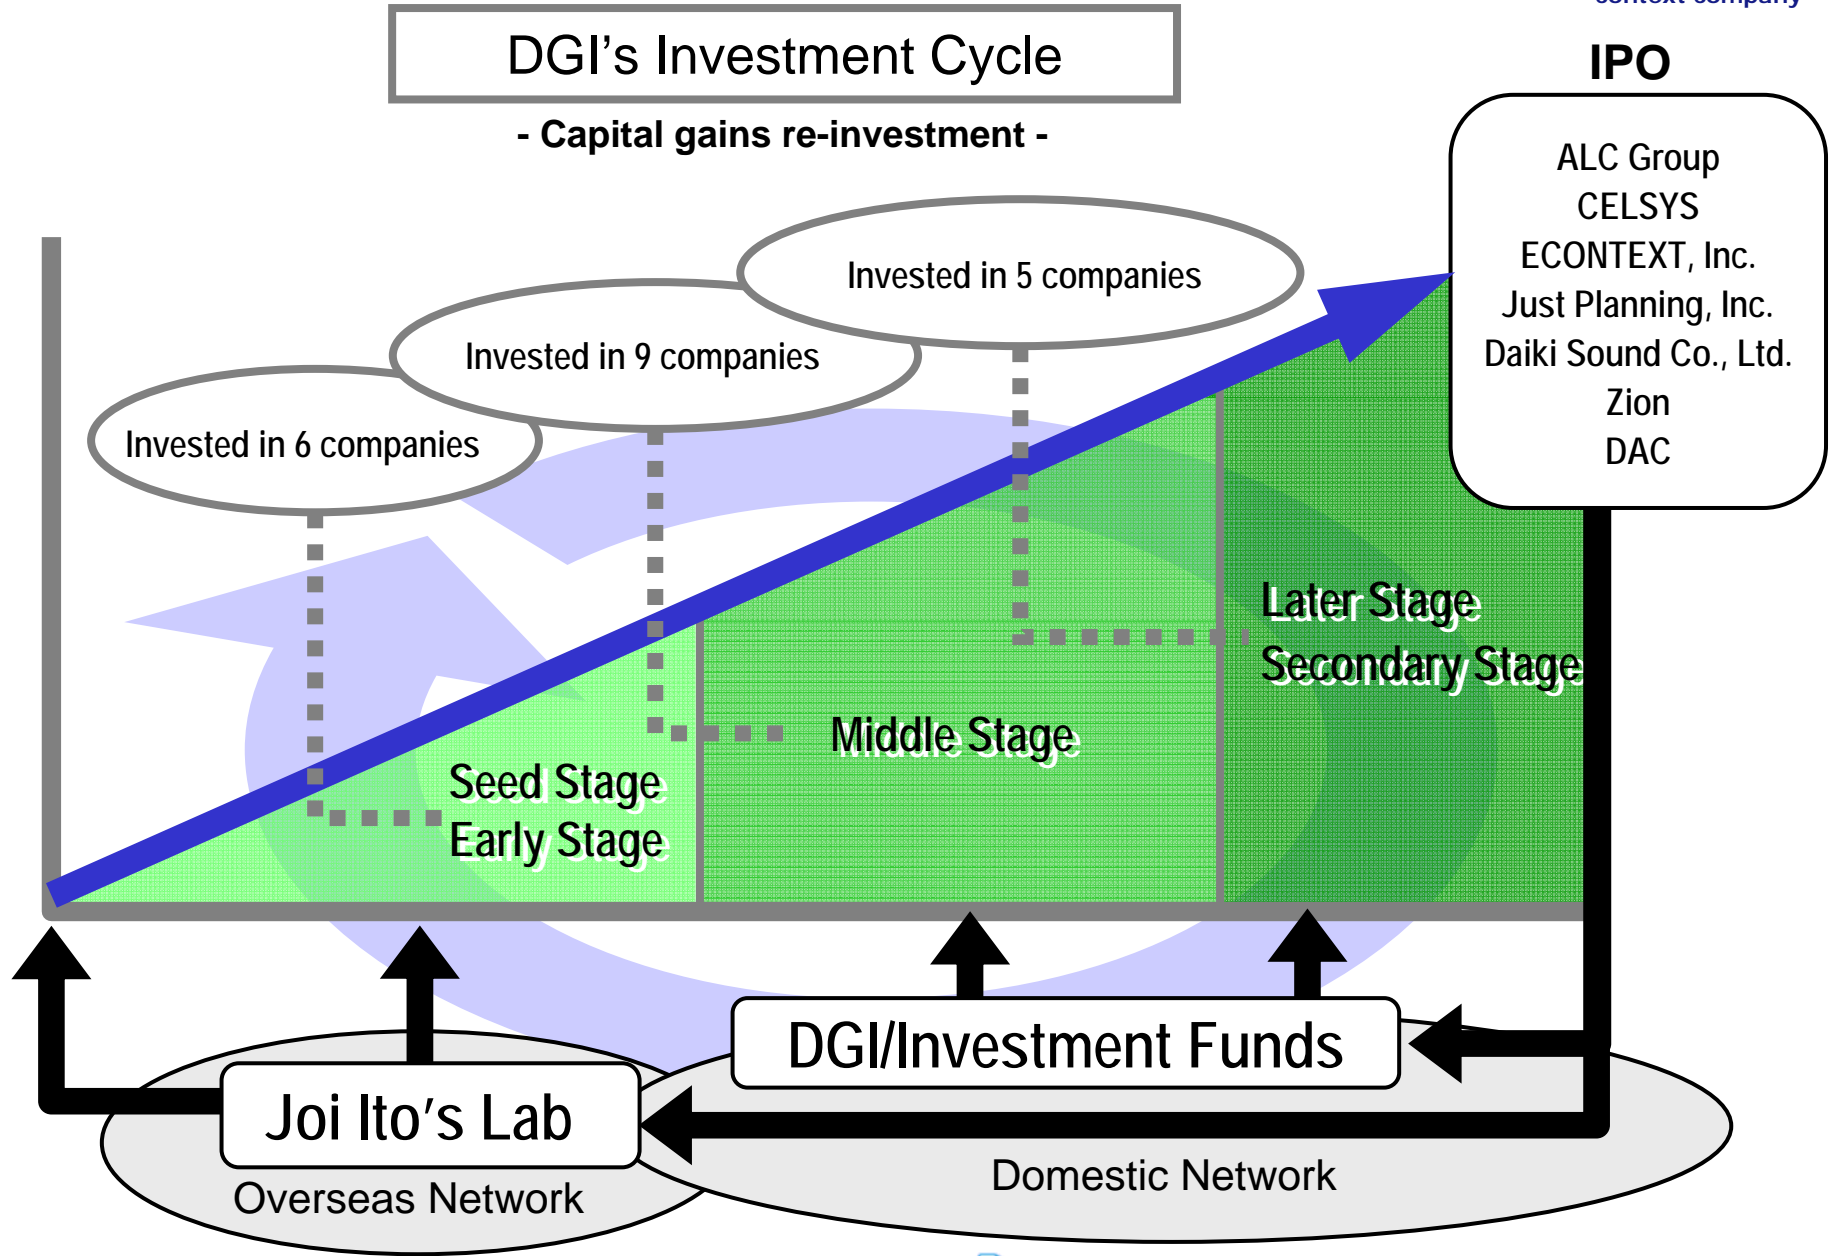 context company
DGI's Investment Cycle
- Capital gains re-investment -
IPO
ALC Group
CELSYS
ECONTEXT, Inc.
Just Planning, Inc.
Daiki Sound Co., Ltd.
Zion
DAC
Invested in 5 companies
Invested in 9 companies
Invested in 6 companies
Later Stage
Secondary Stage
Middle Stage
Seed Stage
Early Stage
DGI/Investment Funds
Joi Ito's Lab
Domestic Network
Overseas Network